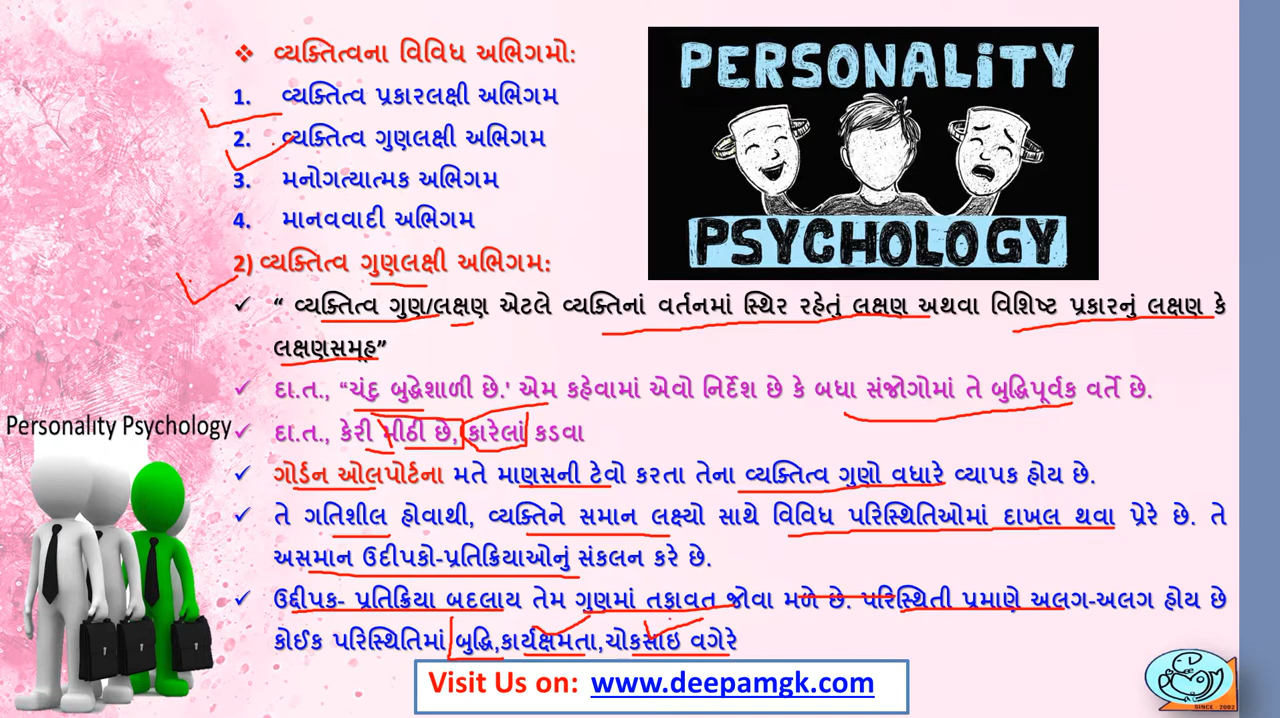 ❖ વ્યક્તિત્વના વિવિધ અભિગમો:
1. વ્યક્તિત્વ પ્રકારલક્ષી અભિગમ
2. વ્યક્તિત્વ ગુણલક્ષી અભિગમ
3. મનોગત્યાત્મક અભિગમ
4. માનવવાદી અભિગમ
PERSONALiTY
PSYCHOLOGY
2) વ્યક્તિત્વ ગુણલક્ષી અભિગમ:
✓ “ વ્યક્તિત્વ ગુણ/લક્ષણ એટલે વ્યક્તિનાં વર્તનમાં સ્થિર રહેતું લક્ષણ અથવા વિશિષ્ટ પ્રકારનું લક્ષણ કે
લક્ષણસમૂહ”
✓ દા.ત., “ચંદુ બુદ્ધેશાળી છે.' એમ કહેવામાં એવો નિર્દેશ છે કે બધા સંજોગોમાં તે બુદ્ધિપૂર્વક વર્તે છે.
✓ દા.ત., કેરી મીઠી છે, કારેલાં કડવા
✓ ગોર્ડન ઓલપોર્ટના મતે માણસની ટેવો કરતા તેના વ્યક્તિત્વ ગુણો વધારે વ્યાપક હોય છે.
✓ તે ગતિશીલ હોવાથી, વ્યક્તિને સમાન લક્ષ્યો સાથે વિવિધ પરિસ્થિતિઓમાં દાખલ થવા પ્રેરે છે. તે
અસમાન ઉદીપકો-પ્રતિક્રિયાઓનું સંકલન કરે છે.
✓ ઉદ્દીપક- પ્રતિક્રિયા બદલાય તેમ ગુણમાં તફાવત જોવા મળે છે. પરિસ્થિતી પ્રમાણે અલગ-અલગ હોય છે
કોઈક પરિસ્થિતિમાં બુદ્ધિ,કાર્યક્ષમતા,ચોકસાઇ વગેરે
Personality Psychology
Visit Us on: www.deepamgk.com
SINCE - 2002